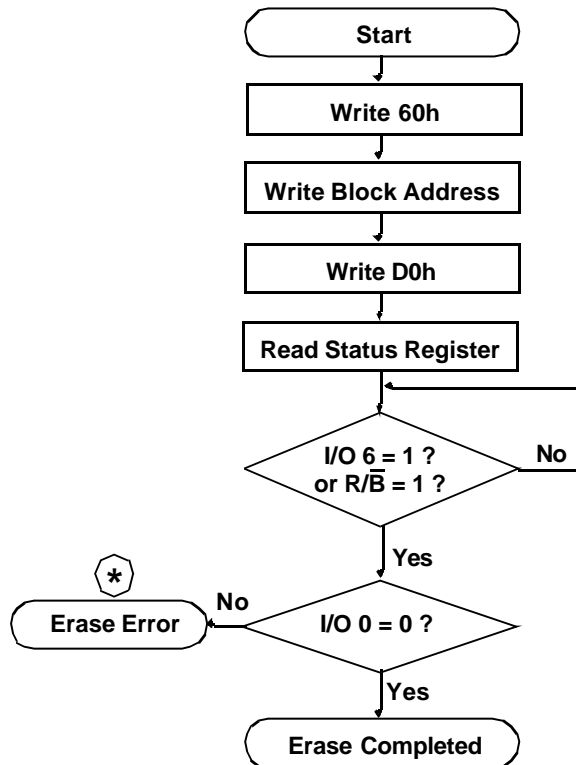 Start
Write 60h
Write Block Address
Write D0h
Read Status Register
I/O 6 = 1 ?
or R/B̅ = 1 ?
No
Yes
*
No
Erase Error
I/O 0 = 0 ?
Yes
Erase Completed